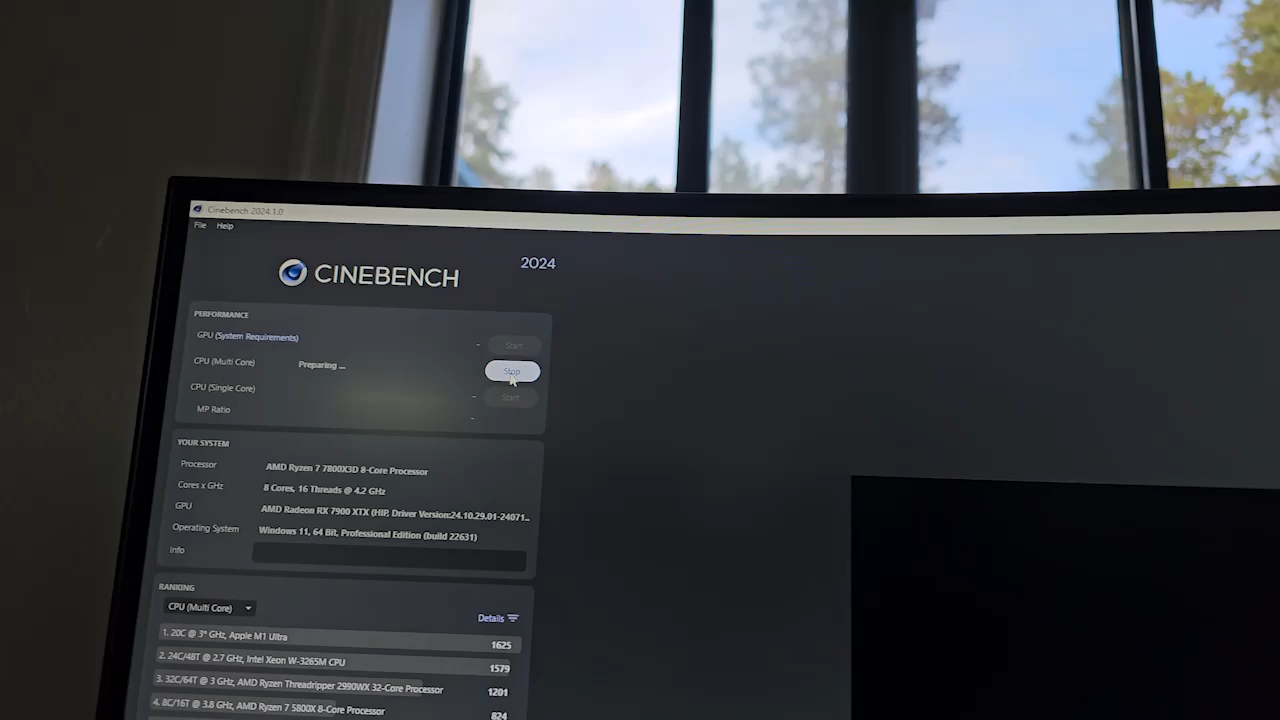 Cinebench 2024.1.0
File Help
CINEBENCH 2024
PERFORMANCE
GPU (System Requirements) - Start
CPU (Multi Core) Preparing ... Stop
CPU (Single Core) - Start
MP Ratio -
YOUR SYSTEM
Processor AMD Ryzen 7 7800X3D 8-Core Processor
Cores x GHz 8 Cores, 16 Threads @ 4.2 GHz
GPU AMD Radeon RX 7900 XTX (HIP, Driver Version:24.10.29.01-24071...
Operating System Windows 11, 64 Bit, Professional Edition (build 22631)
Info
RANKING
CPU (Multi Core)
Details
1. 20C @ 3* GHz, Apple M1 Ultra 1625
2. 24C/48T @ 2.7 GHz, Intel Xeon W-3265M CPU 1579
3. 32C/64T @ 3 GHz, AMD Ryzen Threadripper 2990WX 32-Core Processor 1201
4. 8C/16T @ 3.8 GHz, AMD Ryzen 7 5800X 8-Core Processor 824